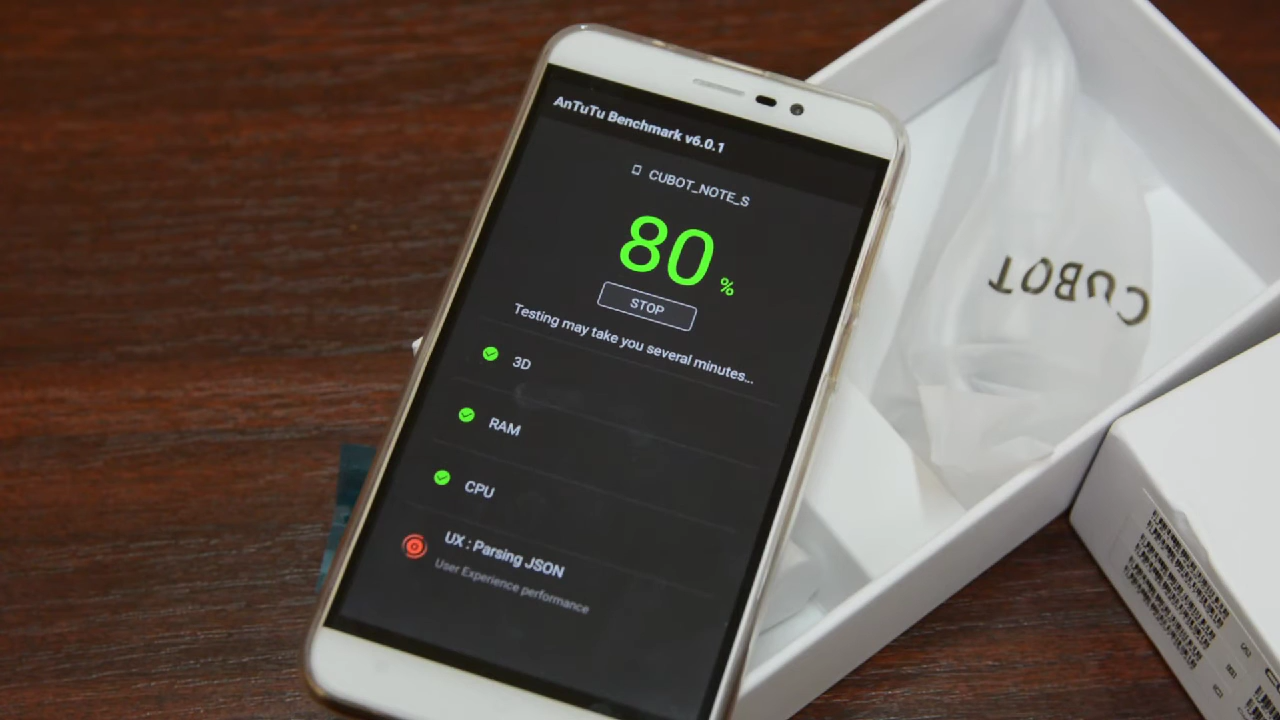 AnTuTu Benchmark v6.0.1
CUBOT_NOTE_S
80%
STOP
Testing may take you several minutes...
3D
RAM
CPU
UX : Parsing JSON
User Experience performance
CUBOT